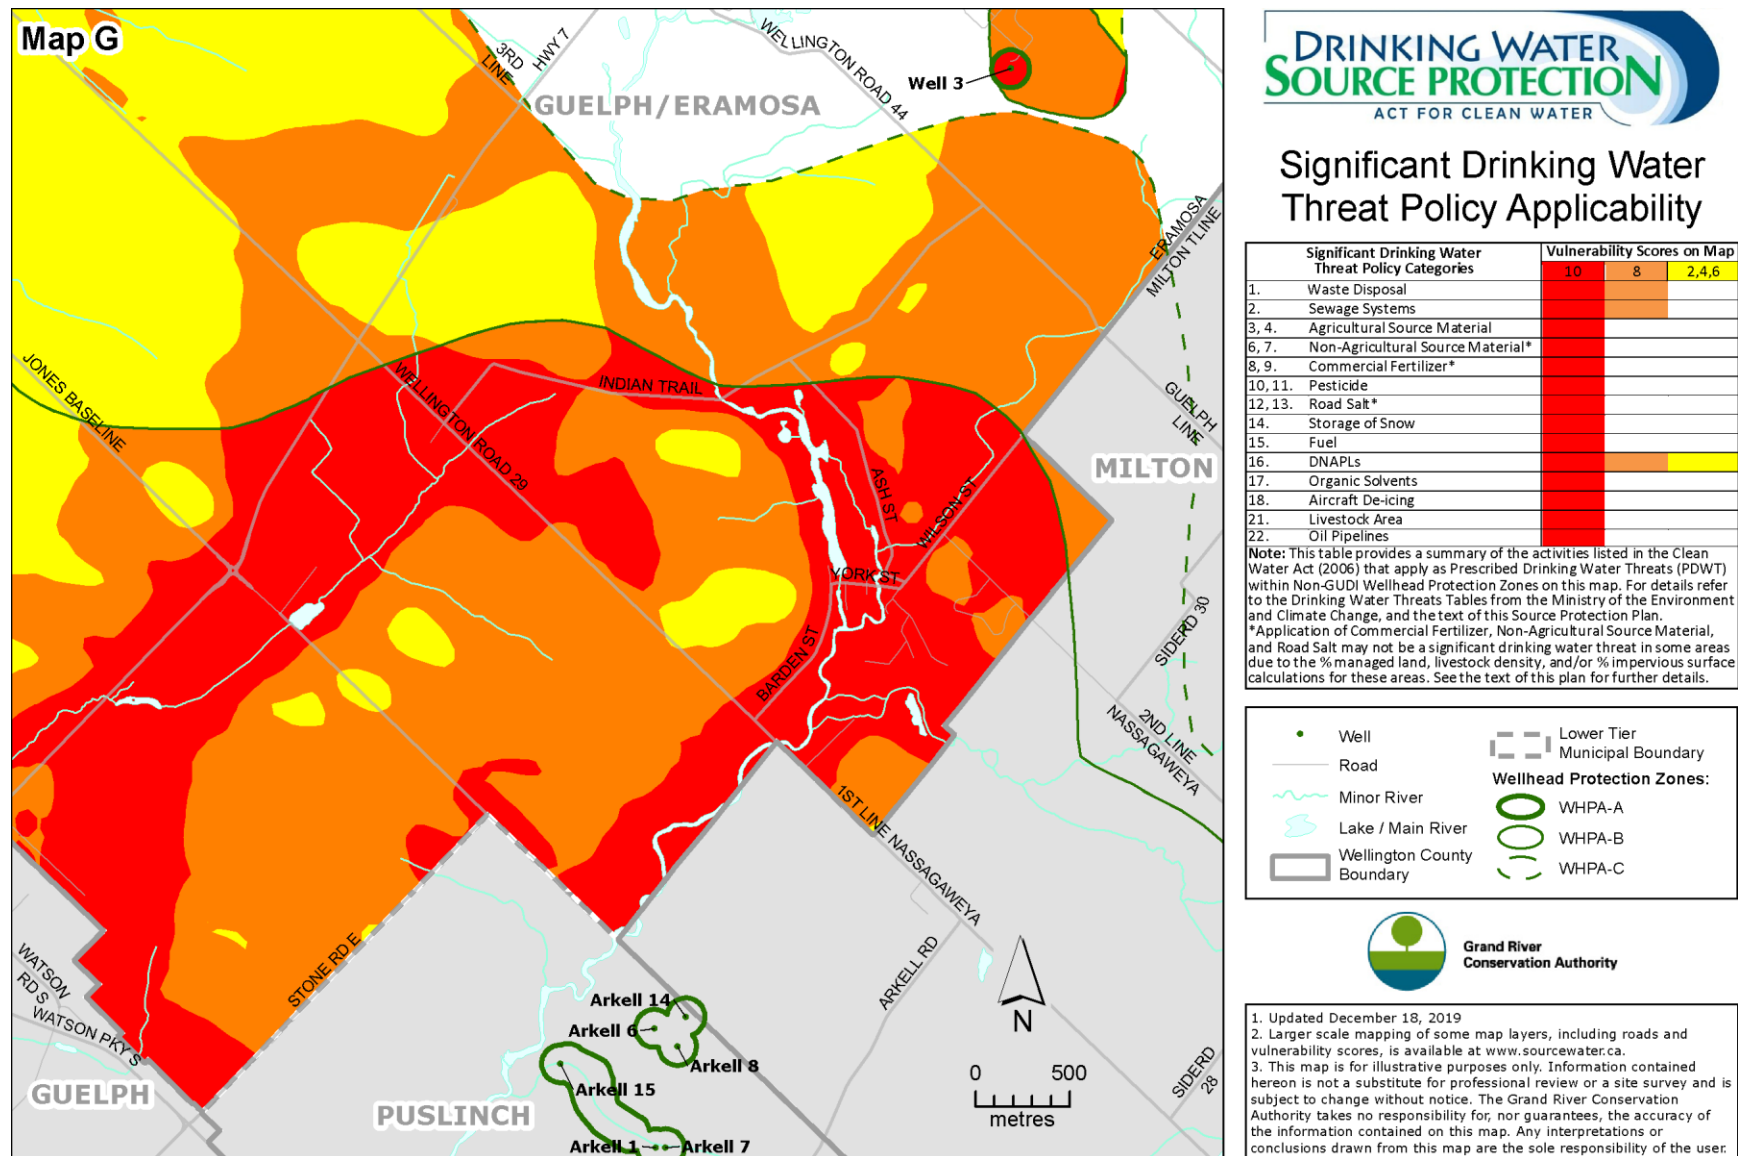 Map G
3RD
LINE
HWY 7
WELLINGTON ROAD 44
Well 3
GUELPH/ERAMOSA
ERAMOSA
MILTON TLINE
JONES BASELINE
WELLINGTON ROAD 29
INDIAN TRAIL
GUELPH
LINE
MILTON
ASH ST
WILSON ST
YORK ST
BARDEN ST
SIDERD 30
2ND LINE
NASSAGAWEYA
1ST LINE NASSAGAWEYA
STONE RD E
WATSON
RD S
WATSON PKY S
ARKELL RD
SIDERD
28
Arkell 14
Arkell 6
Arkell 8
Arkell 15
Arkell 1
Arkell 7
GUELPH
PUSLINCH
N
0 500
metres
DRINKING WATER
SOURCE PROTECTION
ACT FOR CLEAN WATER
Significant Drinking Water
Threat Policy Applicability
Significant Drinking Water
Threat Policy Categories
Vulnerability Scores on Map
10 8 2,4,6
1. Waste Disposal
2. Sewage Systems
3, 4. Agricultural Source Material
6, 7. Non-Agricultural Source Material*
8, 9. Commercial Fertilizer*
10, 11. Pesticide
12, 13. Road Salt*
14. Storage of Snow
15. Fuel
16. DNAPLs
17. Organic Solvents
18. Aircraft De-icing
21. Livestock Area
22. Oil Pipelines
Note: This table provides a summary of the activities listed in the Clean
Water Act (2006) that apply as Prescribed Drinking Water Threats (PDWT)
within Non-GUDI Wellhead Protection Zones on this map. For details refer
to the Drinking Water Threats Tables from the Ministry of the Environment
and Climate Change, and the text of this Source Protection Plan.
*Application of Commercial Fertilizer, Non-Agricultural Source Material,
and Road Salt may not be a significant drinking water threat in some areas
due to the % managed land, livestock density, and/or % impervious surface
calculations for these areas. See the text of this plan for further details.
Well
Road
Minor River
Lake / Main River
Wellington County
Boundary
Lower Tier
Municipal Boundary
Wellhead Protection Zones:
WHPA-A
WHPA-B
WHPA-C
Grand River
Conservation Authority
1. Updated December 18, 2019
2. Larger scale mapping of some map layers, including roads and
vulnerability scores, is available at www.sourcewater.ca.
3. This map is for illustrative purposes only. Information contained
hereon is not a substitute for professional review or a site survey and is
subject to change without notice. The Grand River Conservation
Authority takes no responsibility for, nor guarantees, the accuracy of
the information contained on this map. Any interpretations or
conclusions drawn from this map are the sole responsibility of the user.